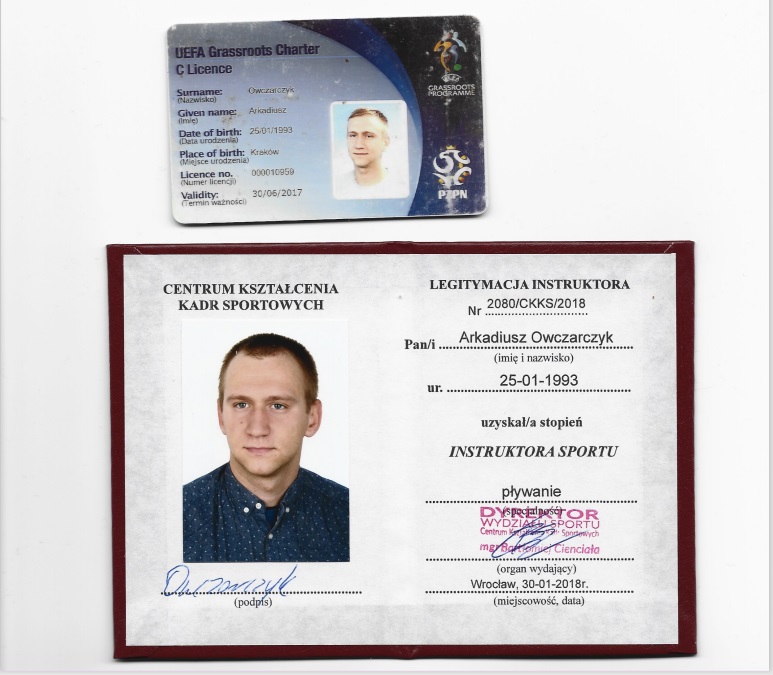 UEFA Grassroots Charter
C Licence
Surname: Owczarczyk
(Nazwisko)
Given name: Arkadiusz
(Imię)
Date of birth: 25/01/1993
(Data urodzenia)
Place of birth: Kraków
(Miejsce urodzenia)
Licence no. 000010959
(Numer licencji)
Validity: 30/06/2017
(Termin ważności)
UEFA
GRASSROOTS
PROGRAMME
PZPN
CENTRUM KSZTAŁCENIA
KADR SPORTOWYCH
Owczarczyk
(podpis)
LEGITYMACJA INSTRUKTORA
Nr 2080/CKKS/2018
Pan/i Arkadiusz Owczarczyk
(imię i nazwisko)
ur. 25-01-1993
uzyskał/a stopień
INSTRUKTORA SPORTU
pływanie
(specjalność)
DYREKTOR
WYDZIAŁU SPORTU
Centrum Kształcenia Kadr Sportowych
mgr Bartłomiej Cienciała
(organ wydający)
Wrocław, 30-01-2018r.
(miejscowość, data)